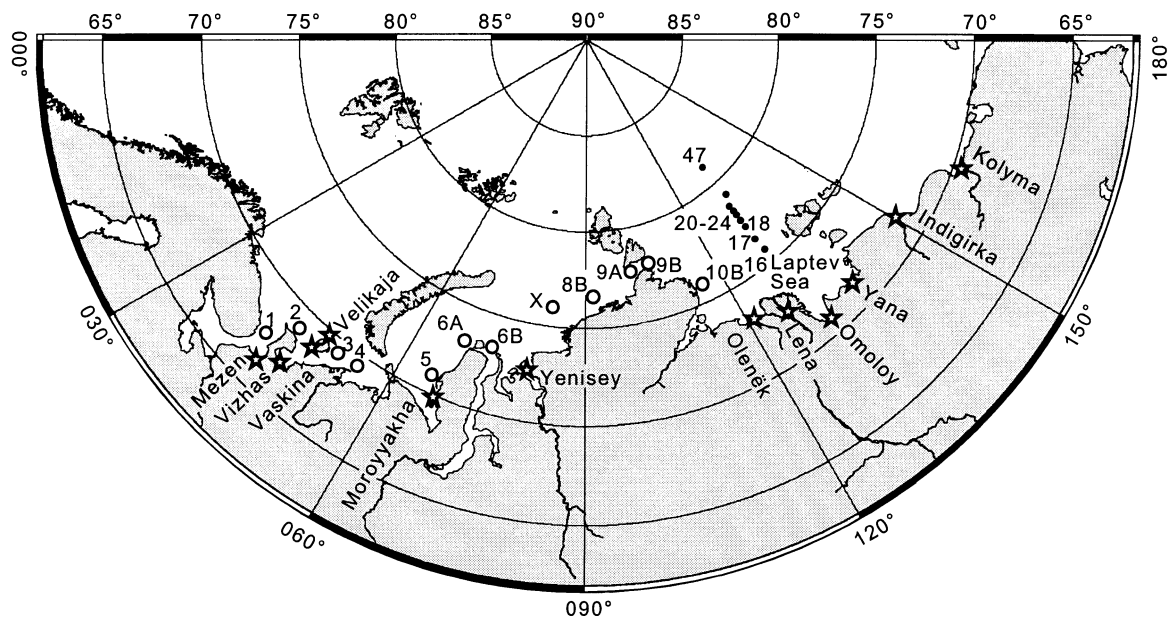 65° 70° 75° 80° 85° 90° 85° 80° 75° 70° 65°
000°
180°
47
Kolyma
Indigirka
20-24
18
17
16
Laptev
Sea
9A
9B
10B
8B
X
Yana
Velikaja
1
2
3
4
6A
6B
5
Omoloy
Lena
Olenëk
Yenisey
Mezen
Vizhas
Vaskina
Moroyyakha
030°
150°
060°
120°
090°